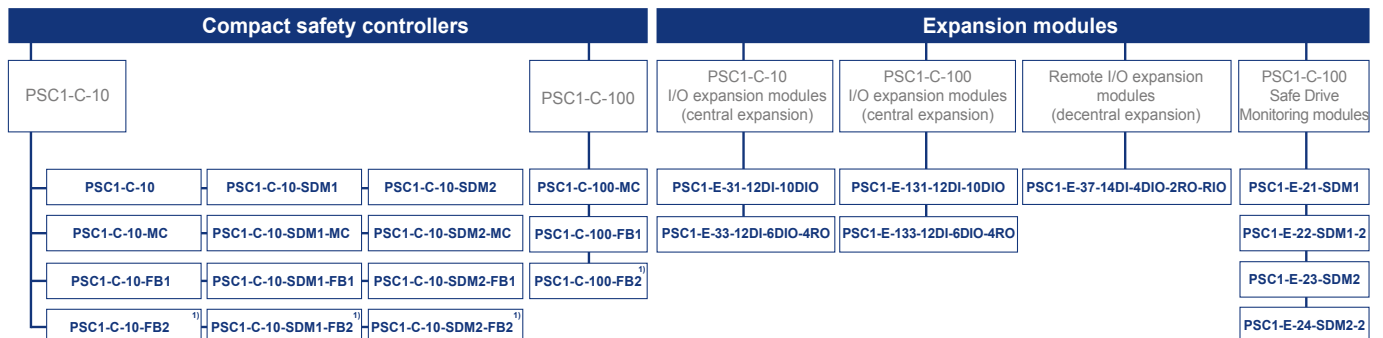 Compact safety controllers
Expansion modules
PSC1-C-10
PSC1-C-100
PSC1-C-10
I/O expansion modules
(central expansion)
PSC1-C-100
I/O expansion modules
(central expansion)
Remote I/O expansion
modules
(decentral expansion)
PSC1-C-100
Safe Drive
Monitoring modules
PSC1-C-10
PSC1-C-10-SDM1
PSC1-C-10-SDM2
PSC1-C-100-MC
PSC1-E-31-12DI-10DIO
PSC1-E-131-12DI-10DIO
PSC1-E-37-14DI-4DIO-2RO-RIO
PSC1-E-21-SDM1
PSC1-C-10-MC
PSC1-C-10-SDM1-MC
PSC1-C-10-SDM2-MC
PSC1-C-100-FB1
PSC1-E-33-12DI-6DIO-4RO
PSC1-E-133-12DI-6DIO-4RO
PSC1-E-22-SDM1-2
PSC1-C-10-FB1
PSC1-C-10-SDM1-FB1
PSC1-C-10-SDM2-FB1
PSC1-C-100-FB2 1)
PSC1-E-23-SDM2
PSC1-C-10-FB2 1)
PSC1-C-10-SDM1-FB2 1)
PSC1-C-10-SDM2-FB2 1)
PSC1-E-24-SDM2-2